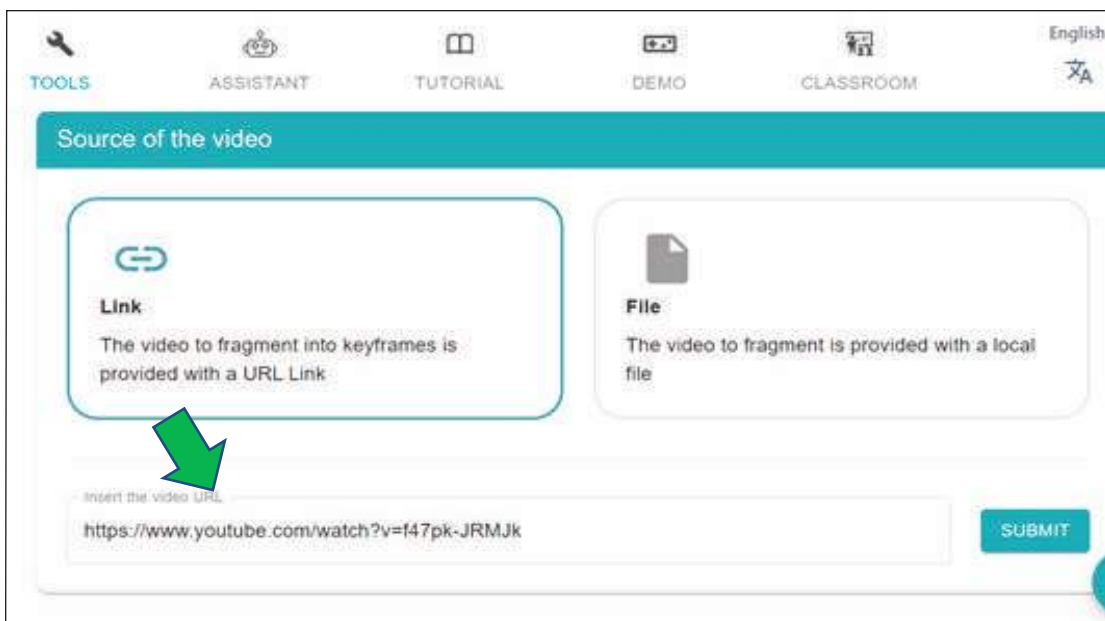 English
TOOLS
ASSISTANT
TUTORIAL
DEMO
CLASSROOM
Source of the video
Link
The video to fragment into keyframes is
provided with a URL Link
File
The video to fragment is provided with a local
file
Insert the video URL
https://www.youtube.com/watch?v=f47pk-JRMJk
SUBMIT